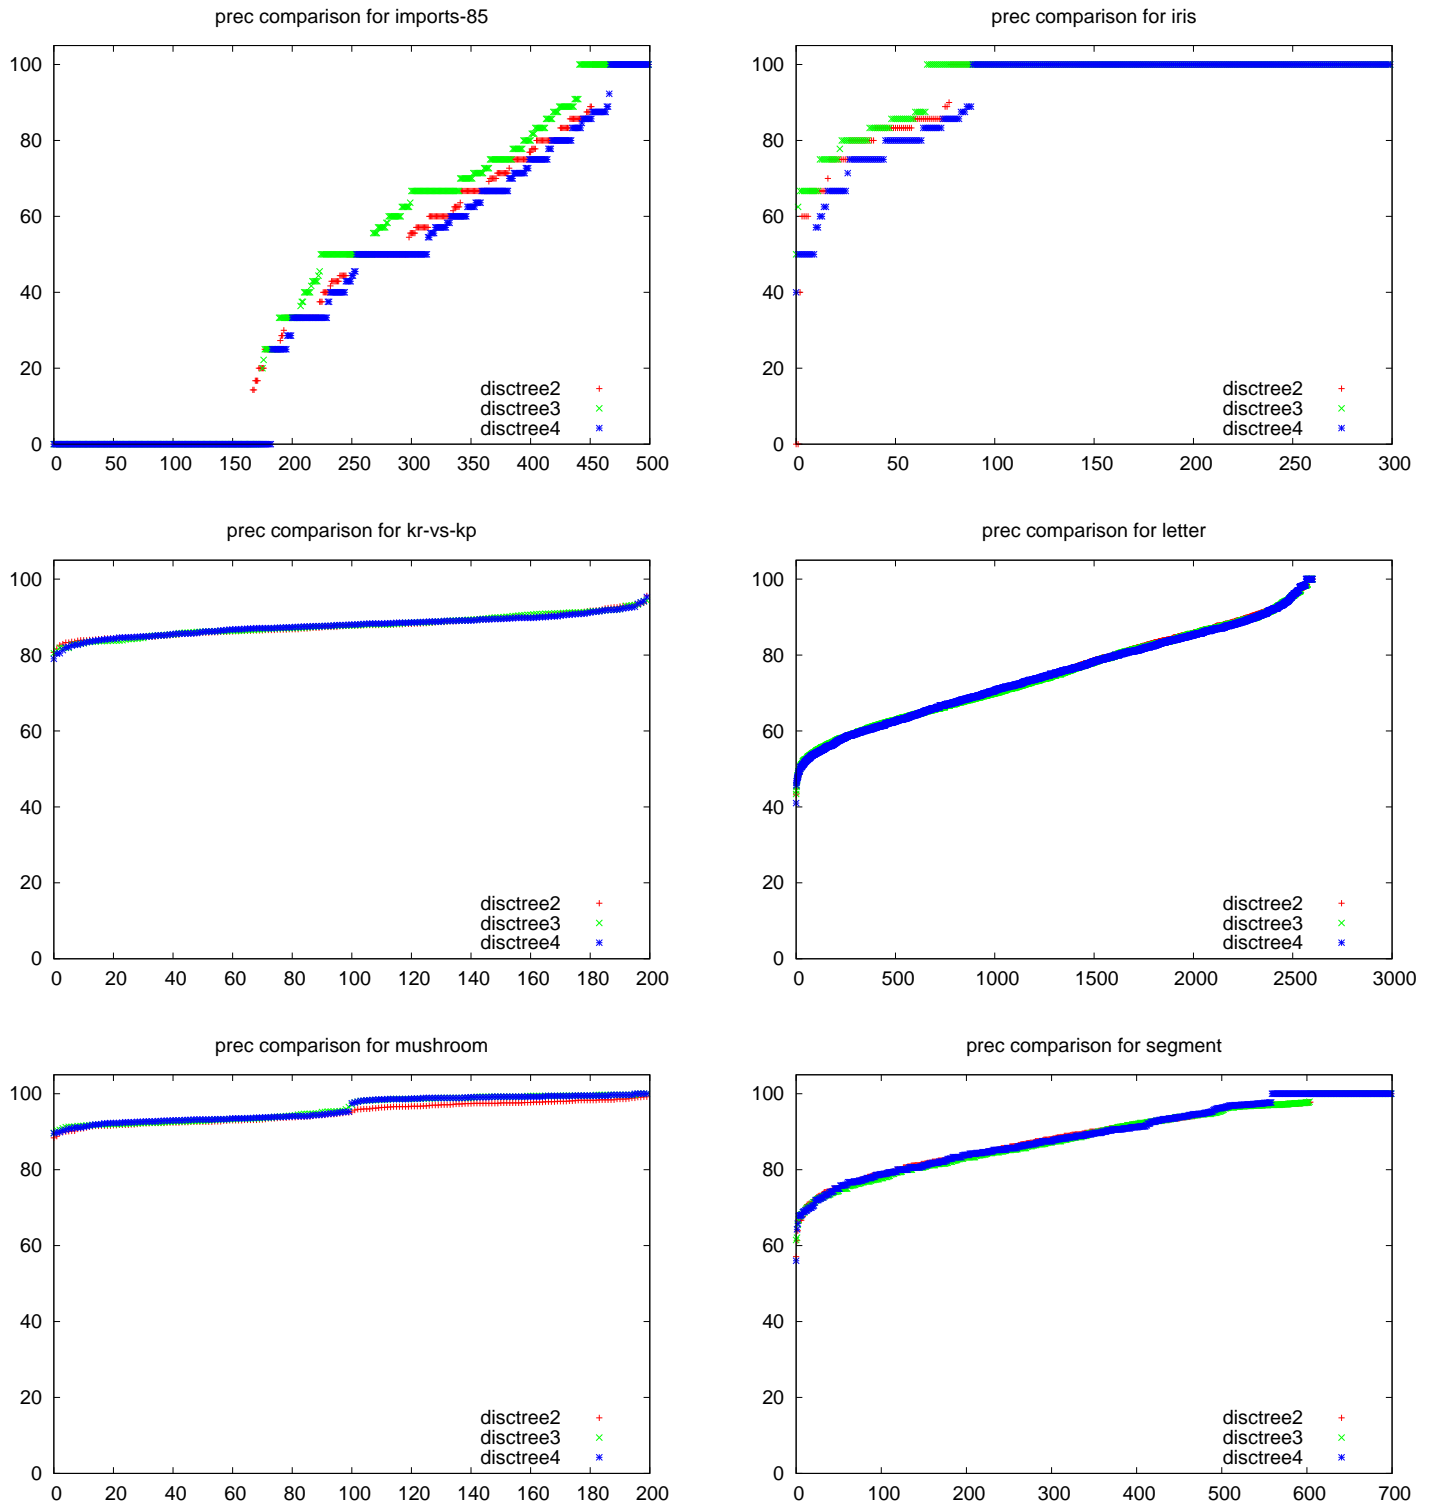 prec comparison for imports-85
100
80
60
40
20
0
disctree2
disctree3
disctree4
0 50 100 150 200 250 300 350 400 450 500
prec comparison for iris
100
80
60
40
20
0
disctree2
disctree3
disctree4
0 50 100 150 200 250 300
prec comparison for kr-vs-kp
100
80
60
40
20
0
disctree2
disctree3
disctree4
0 20 40 60 80 100 120 140 160 180 200
prec comparison for letter
100
80
60
40
20
0
disctree2
disctree3
disctree4
0 500 1000 1500 2000 2500 3000
prec comparison for mushroom
100
80
60
40
20
0
disctree2
disctree3
disctree4
0 20 40 60 80 100 120 140 160 180 200
prec comparison for segment
100
80
60
40
20
0
disctree2
disctree3
disctree4
0 100 200 300 400 500 600 700